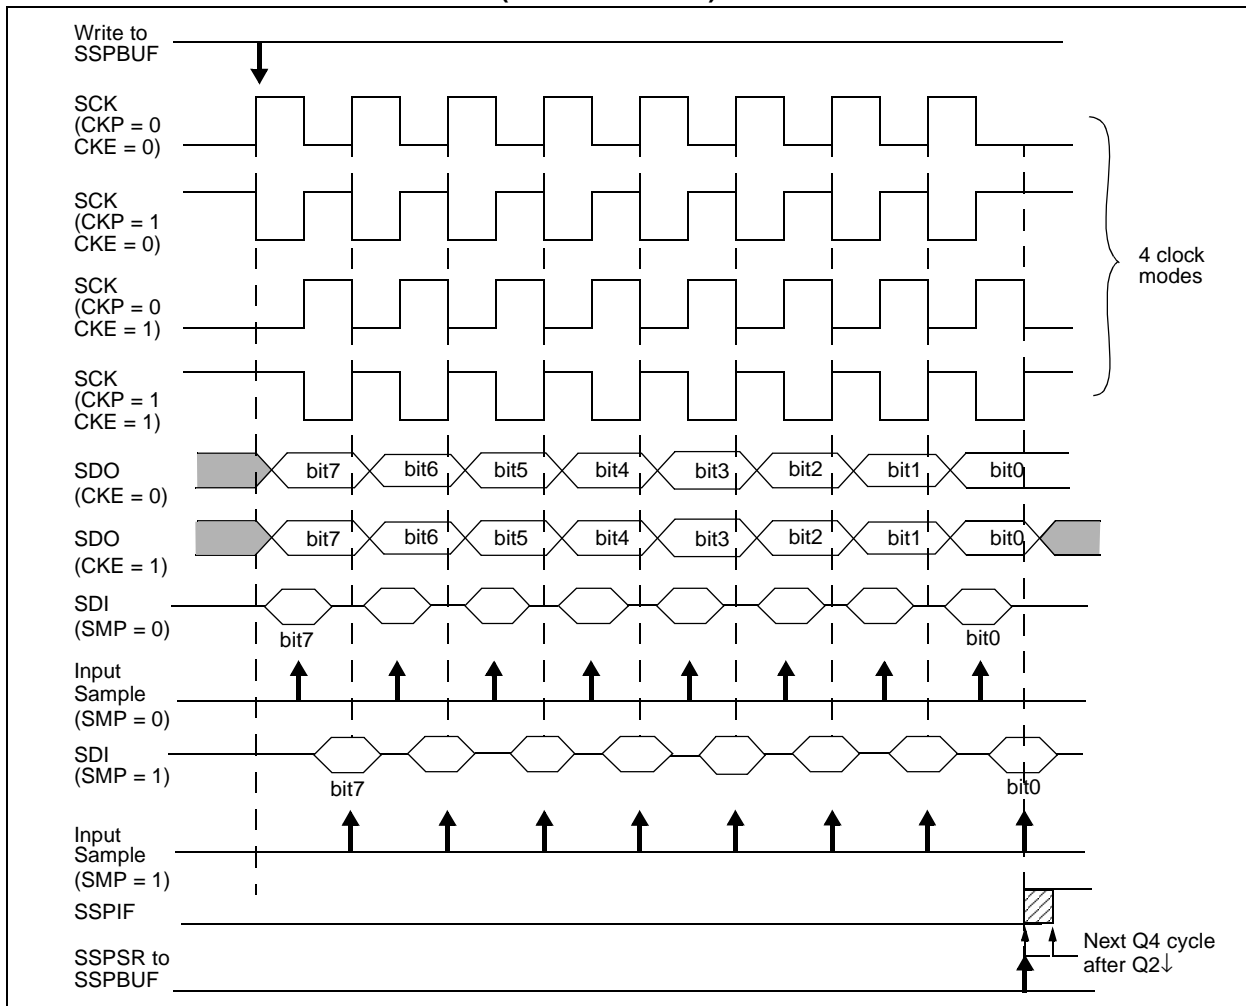 Write to
SSPBUF
SCK
(CKP = 0
CKE = 0)
SCK
(CKP = 1
CKE = 0)
4 clock
modes
SCK
(CKP = 0
CKE = 1)
SCK
(CKP = 1
CKE = 1)
SDO
(CKE = 0)
bit7 bit6 bit5 bit4 bit3 bit2 bit1 bit0
SDO
(CKE = 1)
bit7 bit6 bit5 bit4 bit3 bit2 bit1 bit0
SDI
(SMP = 0)
bit7 bit0
Input
Sample
(SMP = 0)
SDI
(SMP = 1)
bit7 bit0
Input
Sample
(SMP = 1)
SSPIF
Next Q4 cycle
after Q2↓
SSPSR to
SSPBUF